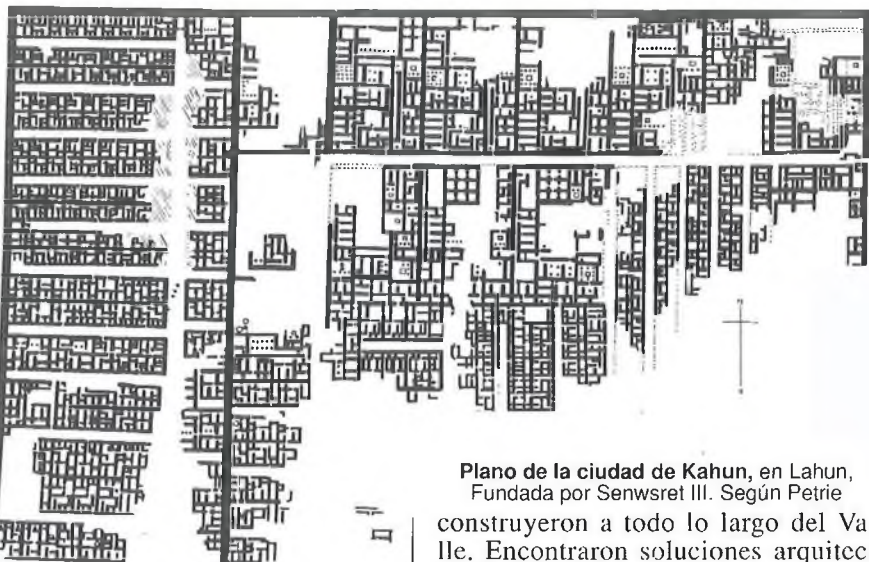 Plano de la ciudad de Kahun, en Lahun,
Fundada por Senwsret III. Según Petrie
construyeron a todo lo largo del Va
lle. Encontraron soluciones arquitec